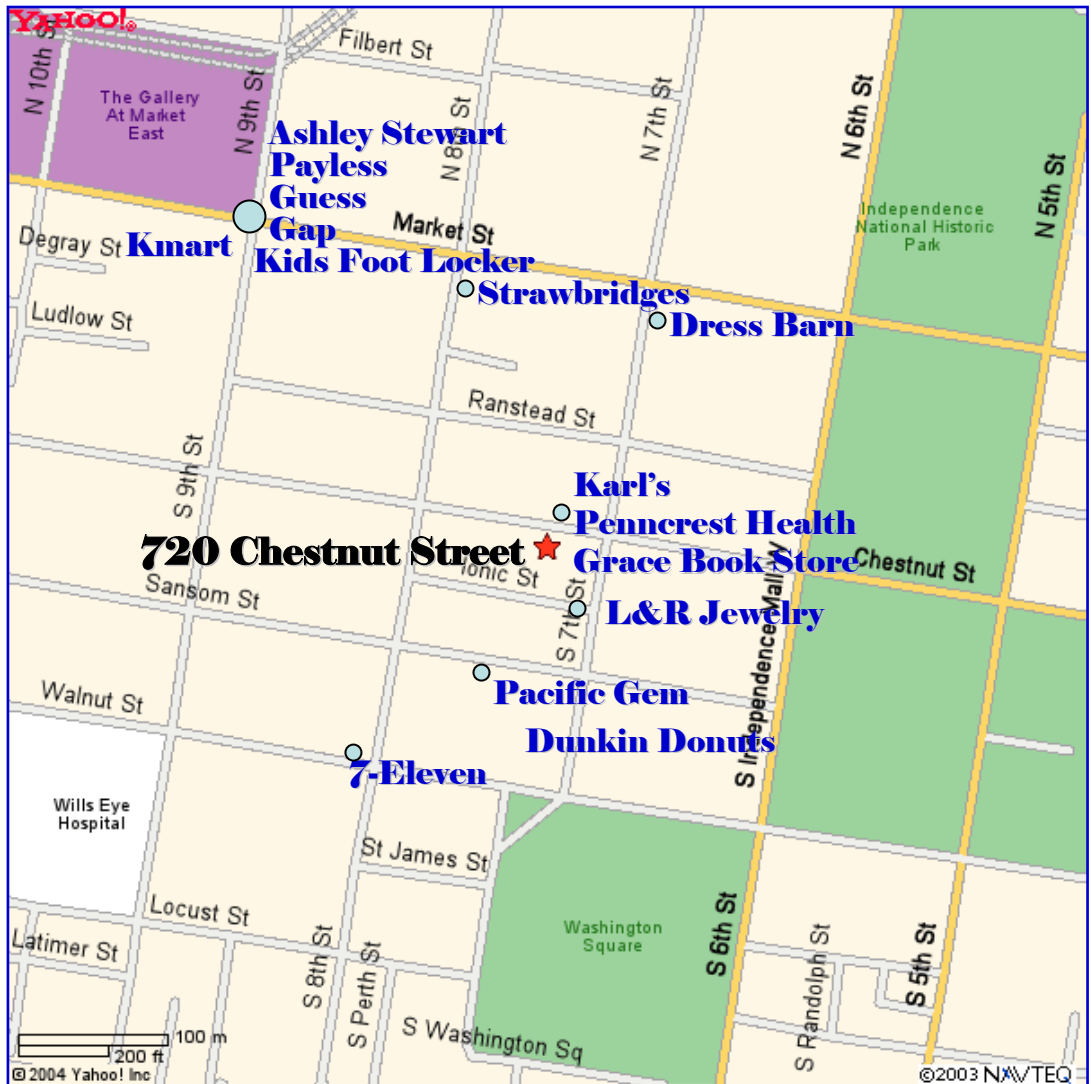 YAHOO!®
Filbert St
N 10th St
The Gallery
At Market
East
N 9th St
N 8th St
N 7th St
N 6th St
N 5th St
Ashley Stewart
Payless
Guess
Gap
Kids Foot Locker
Kmart
Market St
Independence
National Historic
Park
Degray St
Strawbridges
Dress Barn
Ludlow St
Ranstead St
S 9th St
Karl's
Penncrest Health
Grace Book Store
720 Chestnut Street
Chestnut St
Ionic St
Sansom St
S 7th St
L&R Jewelry
S Independence Mall W
Walnut St
Pacific Gem
Dunkin Donuts
7-Eleven
Wills Eye
Hospital
St James St
Locust St
Washington
Square
Latimer St
S 8th St
S Perth St
S 6th St
S Randolph St
S 5th St
S Washington Sq
100 m
200 ft
©2004 Yahoo! Inc
©2003 NAVTEQ